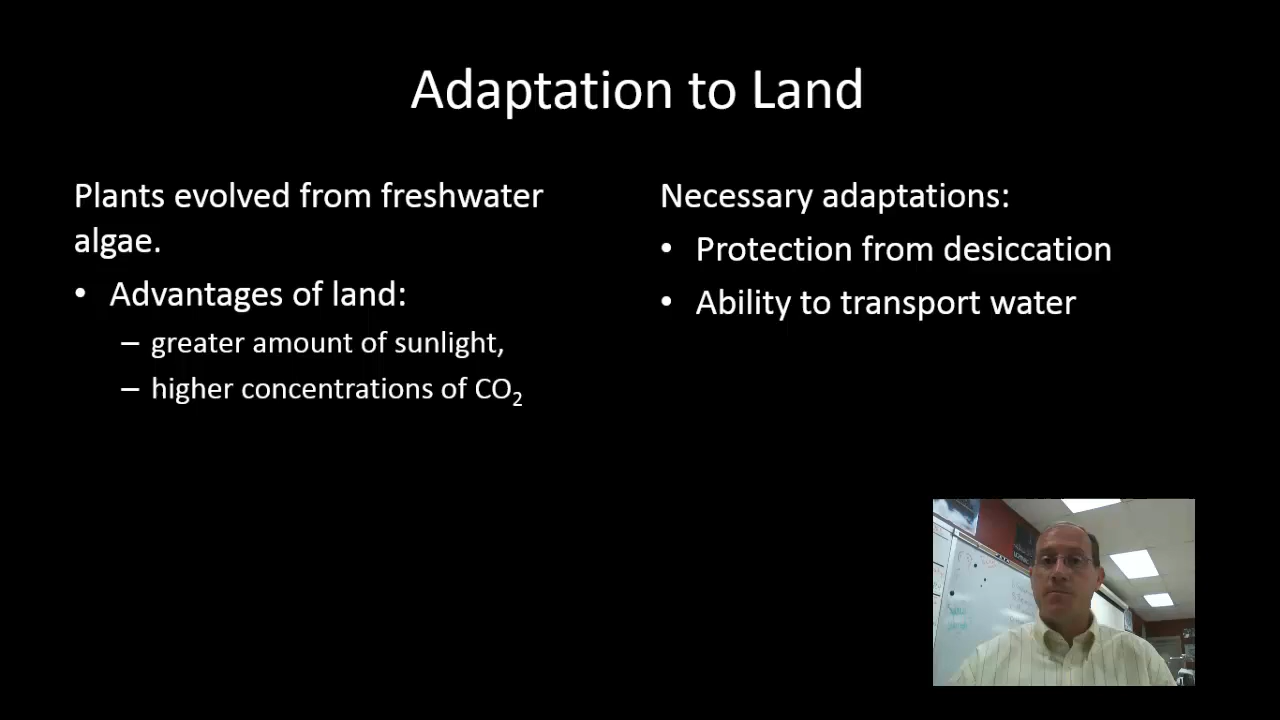 Adaptation to Land
Plants evolved from freshwater
algae.
• Advantages of land:
– greater amount of sunlight,
– higher concentrations of CO₂
Necessary adaptations:
• Protection from desiccation
• Ability to transport water